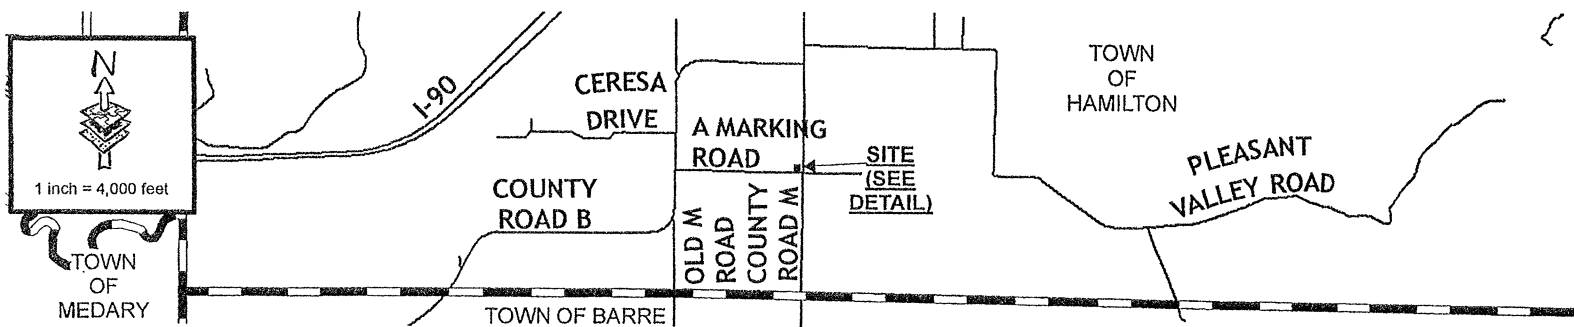 N
1 inch = 4,000 feet
TOWN
OF
MEDARY
I-90
CERESA
DRIVE
A MARKING
ROAD
COUNTY
ROAD B
OLD M
ROAD
COUNTY
ROAD M
SITE
(SEE
DETAIL)
TOWN
OF
HAMILTON
PLEASANT
VALLEY ROAD
TOWN OF BARRE